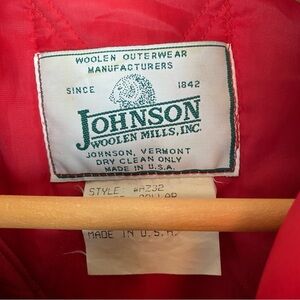 WOOLEN OUTERWEAR
MANUFACTURERS
SINCE 1842
JOHNSON
WOOLEN MILLS, INC.
JOHNSON, VERMONT
DRY CLEAN ONLY
MADE IN U.S.A.
STYLE:
COLLAR
MADE IN U.S.A.